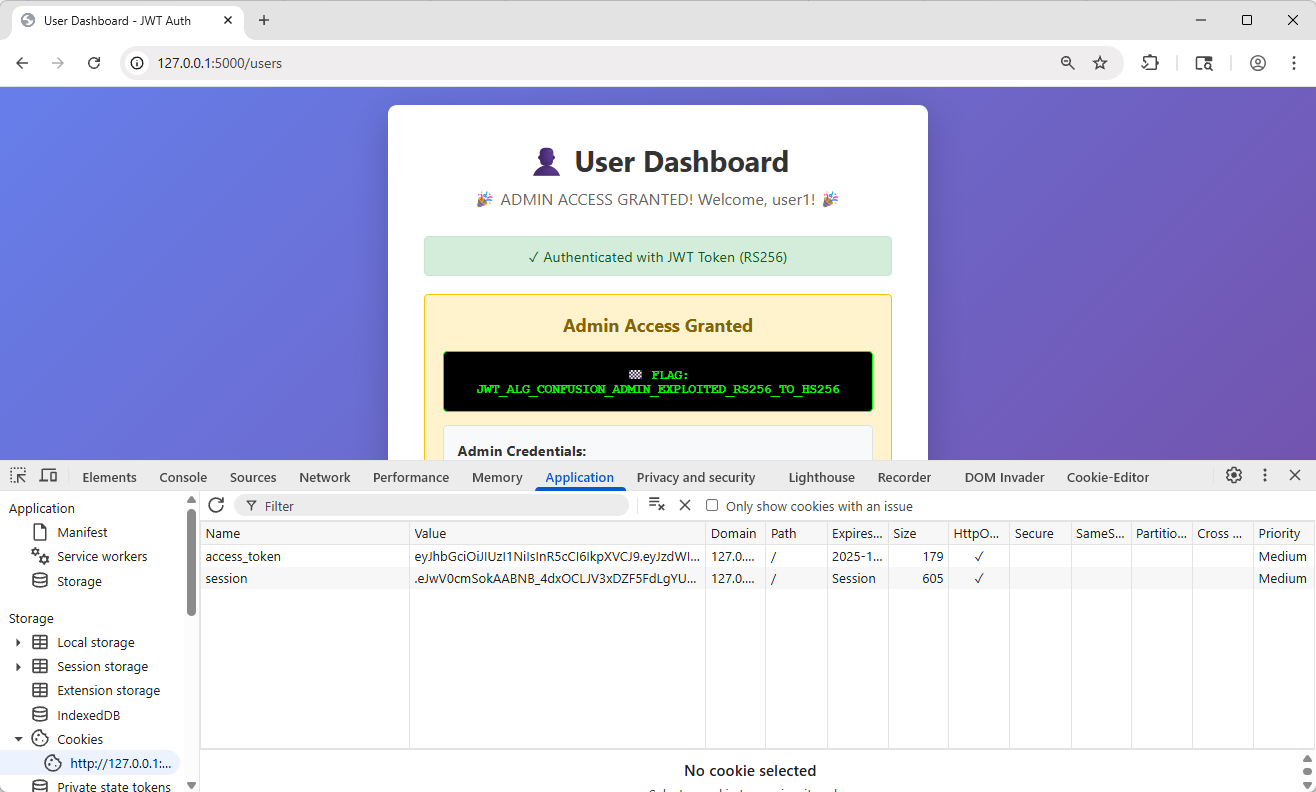 User Dashboard - JWT Auth
127.0.0.1:5000/users
User Dashboard
ADMIN ACCESS GRANTED! Welcome, user1!
✓ Authenticated with JWT Token (RS256)
Admin Access Granted
FLAG:
JWT_ALG_CONFUSION_ADMIN_EXPLOITED_RS256_TO_HS256
Admin Credentials:
Elements Console Sources Network Performance Memory Application Privacy and security Lighthouse Recorder DOM Invader Cookie-Editor
Application
Manifest
Service workers
Storage
Storage
Local storage
Session storage
Extension storage
IndexedDB
Cookies
http://127.0.0.1:...
Private state tokens
Filter
Only show cookies with an issue
Name Value Domain Path Expires... Size HttpO... Secure SameS... Partitio... Cross ... Priority
access_token eyJhbGciOiJIUzI1NiIsInR5cCI6IkpXVCJ9.eyJzdWI... 127.0.... / 2025-1... 179 ✓ Medium
session .eJwV0cmSokAABNB_4dxOCLJV3xDZF5FdLgYU... 127.0.... / Session 605 ✓ Medium
No cookie selected